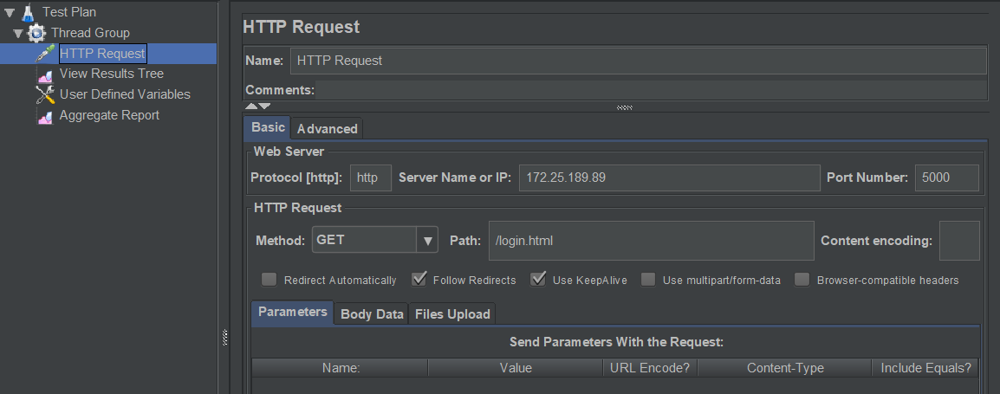 Test Plan
Thread Group
HTTP Request
View Results Tree
User Defined Variables
Aggregate Report
HTTP Request
Name: HTTP Request
Comments:
Basic Advanced
Web Server
Protocol [http]: http Server Name or IP: 172.25.189.89 Port Number: 5000
HTTP Request
Method: GET Path: /login.html Content encoding:
Redirect Automatically Follow Redirects Use KeepAlive Use multipart/form-data Browser-compatible headers
Parameters Body Data Files Upload
Send Parameters With the Request:
Name: Value URL Encode? Content-Type Include Equals?